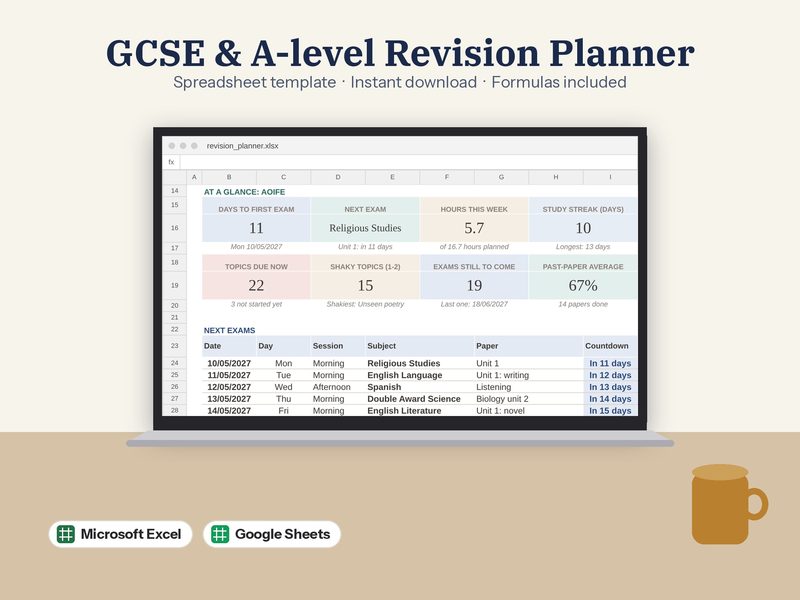 GCSE & A-level Revision Planner
Spreadsheet template · Instant download · Formulas included
revision_planner.xlsx
fx
A B C D E F G H I
14 AT A GLANCE: AOIFE
15 DAYS TO FIRST EXAM NEXT EXAM HOURS THIS WEEK STUDY STREAK (DAYS)
16 11 Religious Studies 5.7 10
17 Mon 10/05/2027 Unit 1: in 11 days of 16.7 hours planned Longest: 13 days
18 TOPICS DUE NOW SHAKY TOPICS (1-2) EXAMS STILL TO COME PAST-PAPER AVERAGE
19 22 15 19 67%
20 3 not started yet Shakiest: Unseen poetry Last one: 18/06/2027 14 papers done
21
22 NEXT EXAMS
23 Date Day Session Subject Paper Countdown
24 10/05/2027 Mon Morning Religious Studies Unit 1 In 11 days
25 11/05/2027 Tue Morning English Language Unit 1: writing In 12 days
26 12/05/2027 Wed Afternoon Spanish Listening In 13 days
27 13/05/2027 Thu Morning Double Award Science Biology unit 2 In 14 days
28 14/05/2027 Fri Morning English Literature Unit 1: novel In 15 days
Microsoft Excel Google Sheets